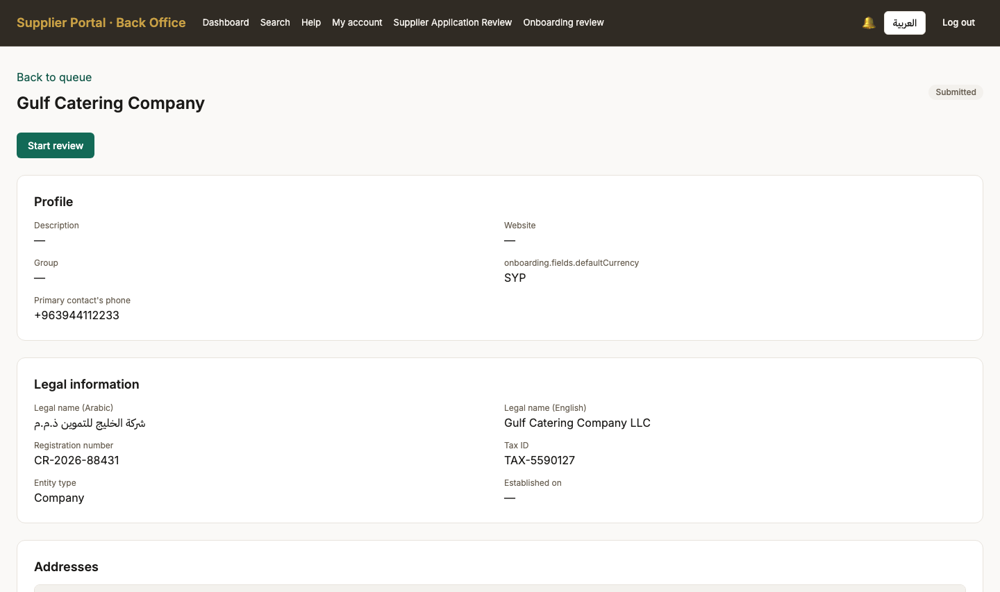 Supplier Portal · Back Office Dashboard Search Help My account Supplier Application Review Onboarding review العربية Log out
Back to queue
Gulf Catering Company
Submitted
Start review
Profile
Description
—
Website
—
Group
—
onboarding.fields.defaultCurrency
SYP
Primary contact's phone
+963944112233
Legal information
Legal name (Arabic)
شركة الخليج للتموين ذ.م.م
Legal name (English)
Gulf Catering Company LLC
Registration number
CR-2026-88431
Tax ID
TAX-5590127
Entity type
Company
Established on
—
Addresses